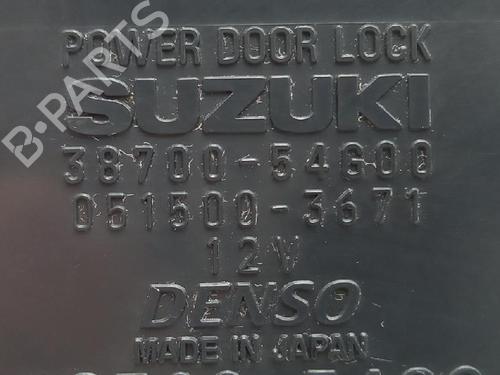 POWER DOOR LOCK
SUZUKI
38700-54G00
051500-3671
12V
DENSO
MADE IN JAPAN
B-PARTS